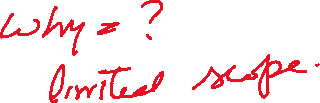 why = ?
limited scope.